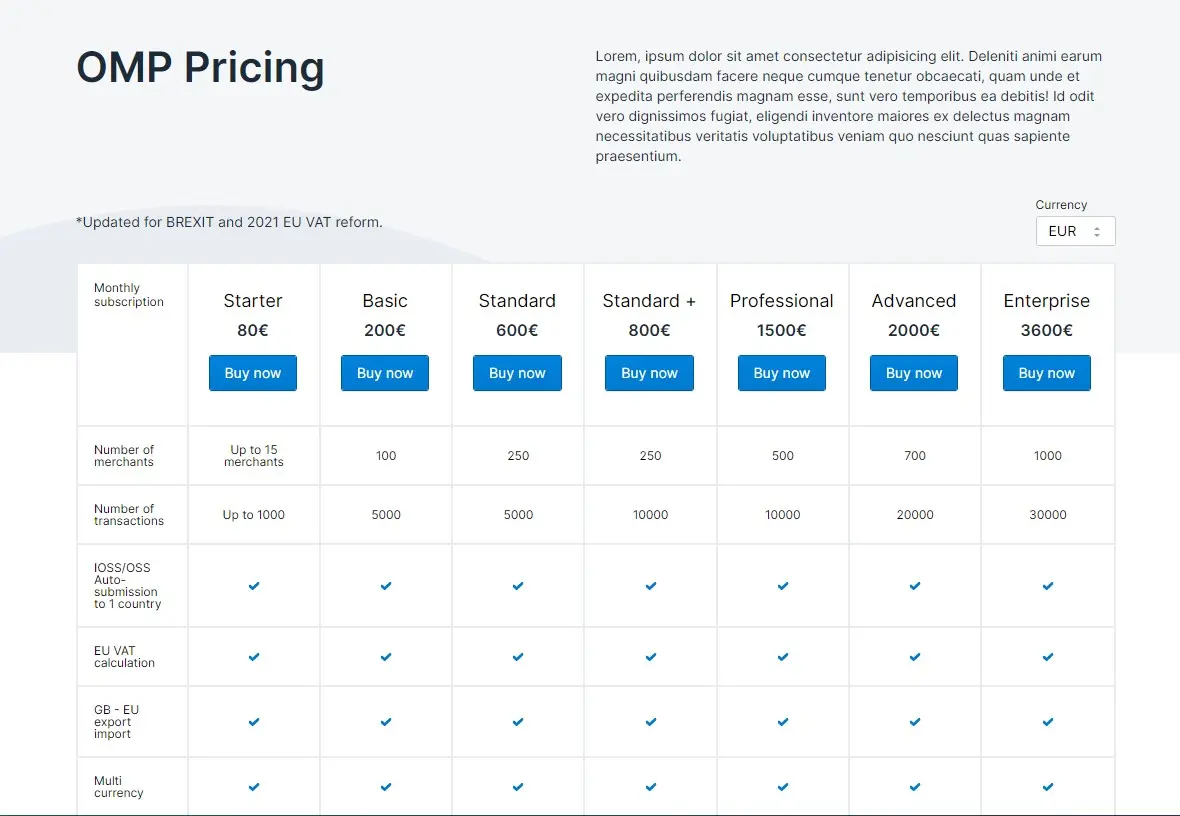 OMP Pricing
Lorem, ipsum dolor sit amet consectetur adipisicing elit. Deleniti animi earum
magni quibusdam facere neque cumque tenetur obcaecati, quam unde et
expedita perferendis magnam esse, sunt vero temporibus ea debitis! Id odit
vero dignissimos fugiat, eligendi inventore maiores ex delectus magnam
necessitatibus veritatis voluptatibus veniam quo nesciunt quas sapiente
praesentium.
*Updated for BREXIT and 2021 EU VAT reform.
Currency
EUR
Monthly
subscription
Starter
80€
Buy now
Basic
200€
Buy now
Standard
600€
Buy now
Standard +
800€
Buy now
Professional
1500€
Buy now
Advanced
2000€
Buy now
Enterprise
3600€
Buy now
Number of
merchants
Up to 15
merchants
100
250
250
500
700
1000
Number of
transactions
Up to 1000
5000
5000
10000
10000
20000
30000
IOSS/OSS
Auto-
submission
to 1 country
EU VAT
calculation
GB - EU
export
import
Multi
currency